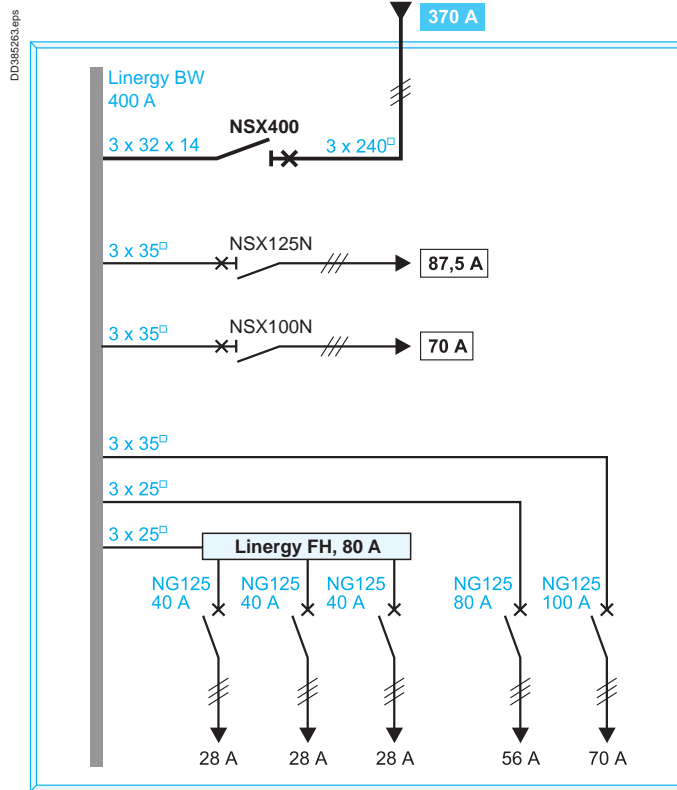 DD385263.eps
370 A
Linergy BW
400 A
NSX400
3 x 32 x 14
3 x 240□
3 x 35□
NSX125N
87,5 A
3 x 35□
NSX100N
70 A
3 x 35□
3 x 25□
3 x 25□
Linergy FH, 80 A
NG125
40 A
NG125
40 A
NG125
40 A
NG125
80 A
NG125
100 A
28 A
28 A
28 A
56 A
70 A